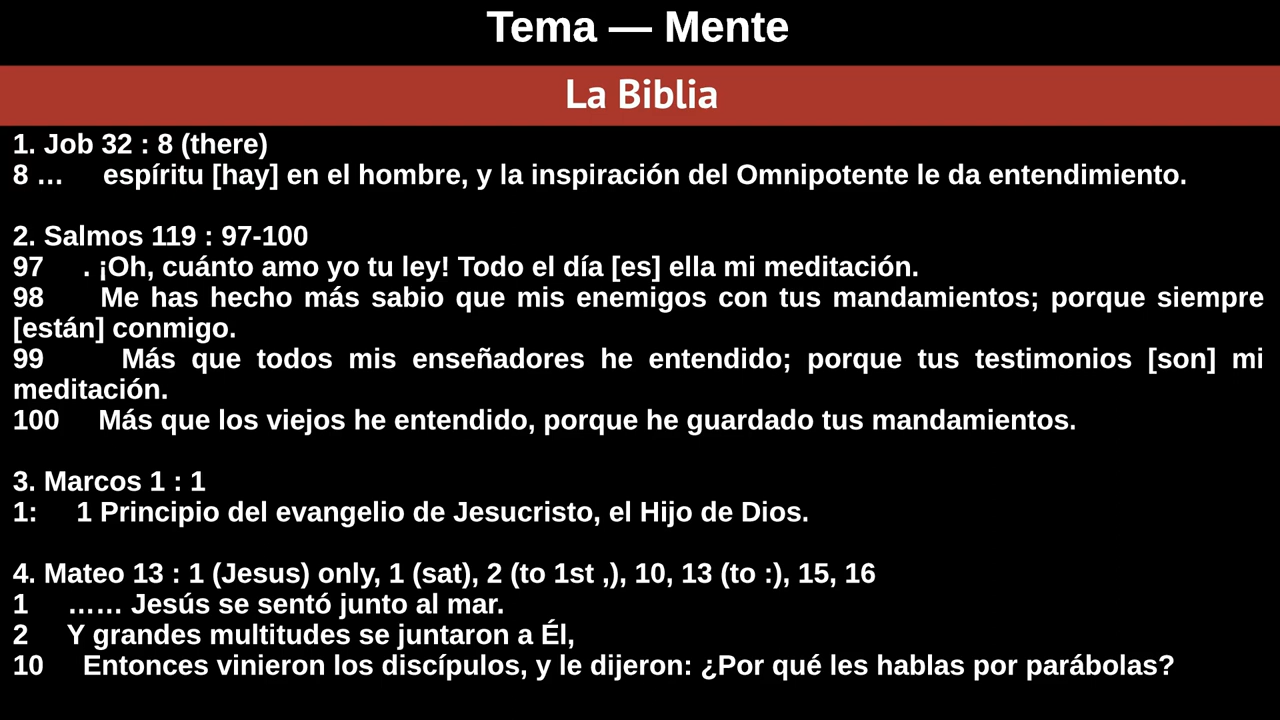 Tema — Mente
La Biblia
1. Job 32 : 8 (there)
8 … espíritu [hay] en el hombre, y la inspiración del Omnipotente le da entendimiento.
2. Salmos 119 : 97-100
97 . ¡Oh, cuánto amo yo tu ley! Todo el día [es] ella mi meditación.
98 Me has hecho más sabio que mis enemigos con tus mandamientos; porque siempre
[están] conmigo.
99 Más que todos mis enseñadores he entendido; porque tus testimonios [son] mi
meditación.
100 Más que los viejos he entendido, porque he guardado tus mandamientos.
3. Marcos 1 : 1
1: 1 Principio del evangelio de Jesucristo, el Hijo de Dios.
4. Mateo 13 : 1 (Jesus) only, 1 (sat), 2 (to 1st ,), 10, 13 (to :), 15, 16
1 …… Jesús se sentó junto al mar.
2 Y grandes multitudes se juntaron a Él,
10 Entonces vinieron los discípulos, y le dijeron: ¿Por qué les hablas por parábolas?